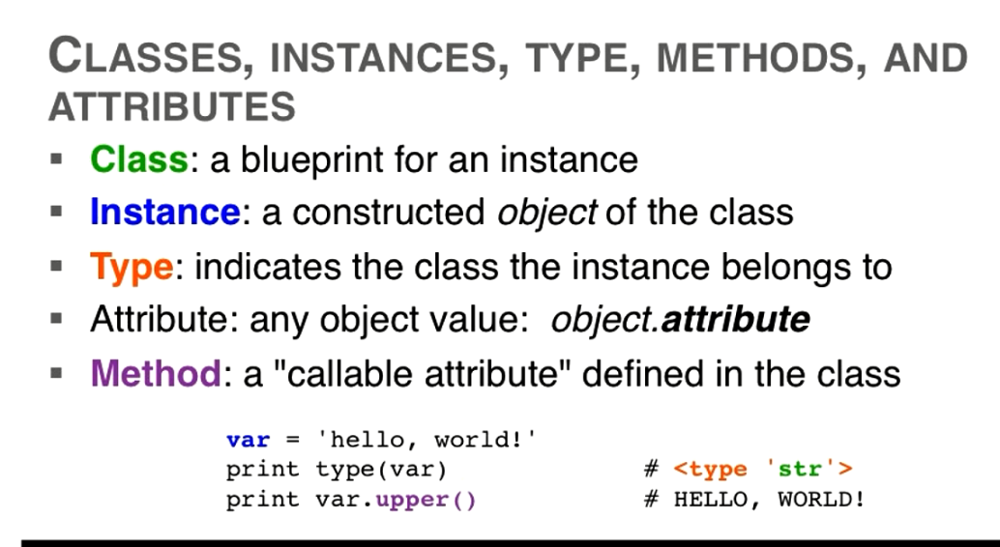 CLASSES, INSTANCES, TYPE, METHODS, AND
ATTRIBUTES
▪ Class: a blueprint for an instance
▪ Instance: a constructed object of the class
▪ Type: indicates the class the instance belongs to
▪ Attribute: any object value: object.attribute
▪ Method: a "callable attribute" defined in the class
var = 'hello, world!'
print type(var) # <type 'str'>
print var.upper() # HELLO, WORLD!